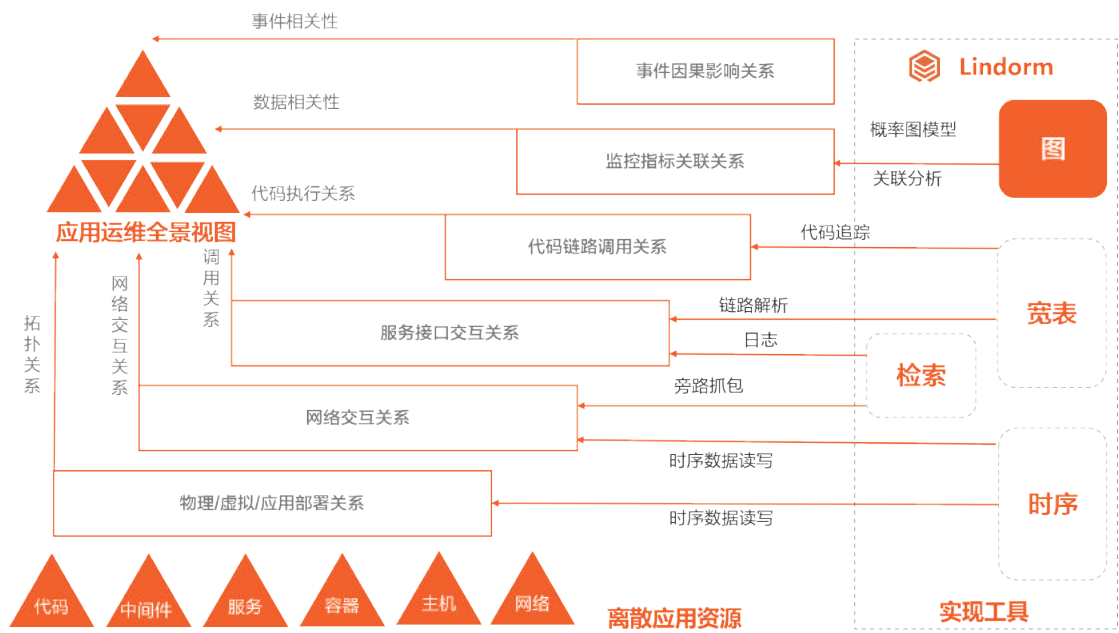 事件相关性
事件因果影响关系
Lindorm
数据相关性
监控指标关联关系
概率图模型
关联分析
图
代码执行关系
应用运维全景视图
代码链路调用关系
代码追踪
拓扑关系
网络交互关系
调用关系
服务接口交互关系
链路解析
日志
宽表
检索
网络交互关系
旁路抓包
时序数据读写
物理/虚拟/应用部署关系
时序数据读写
时序
代码
中间件
服务
容器
主机
网络
离散应用资源
实现工具